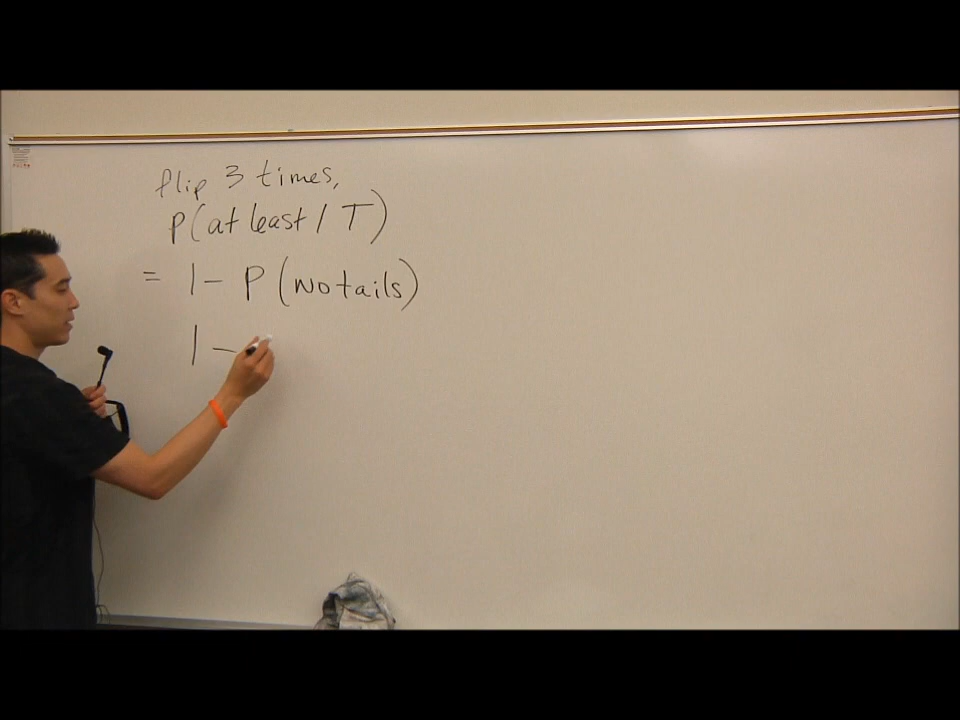 flip 3 times,
P(at least 1 T)
= 1 - P(No tails)
1 -